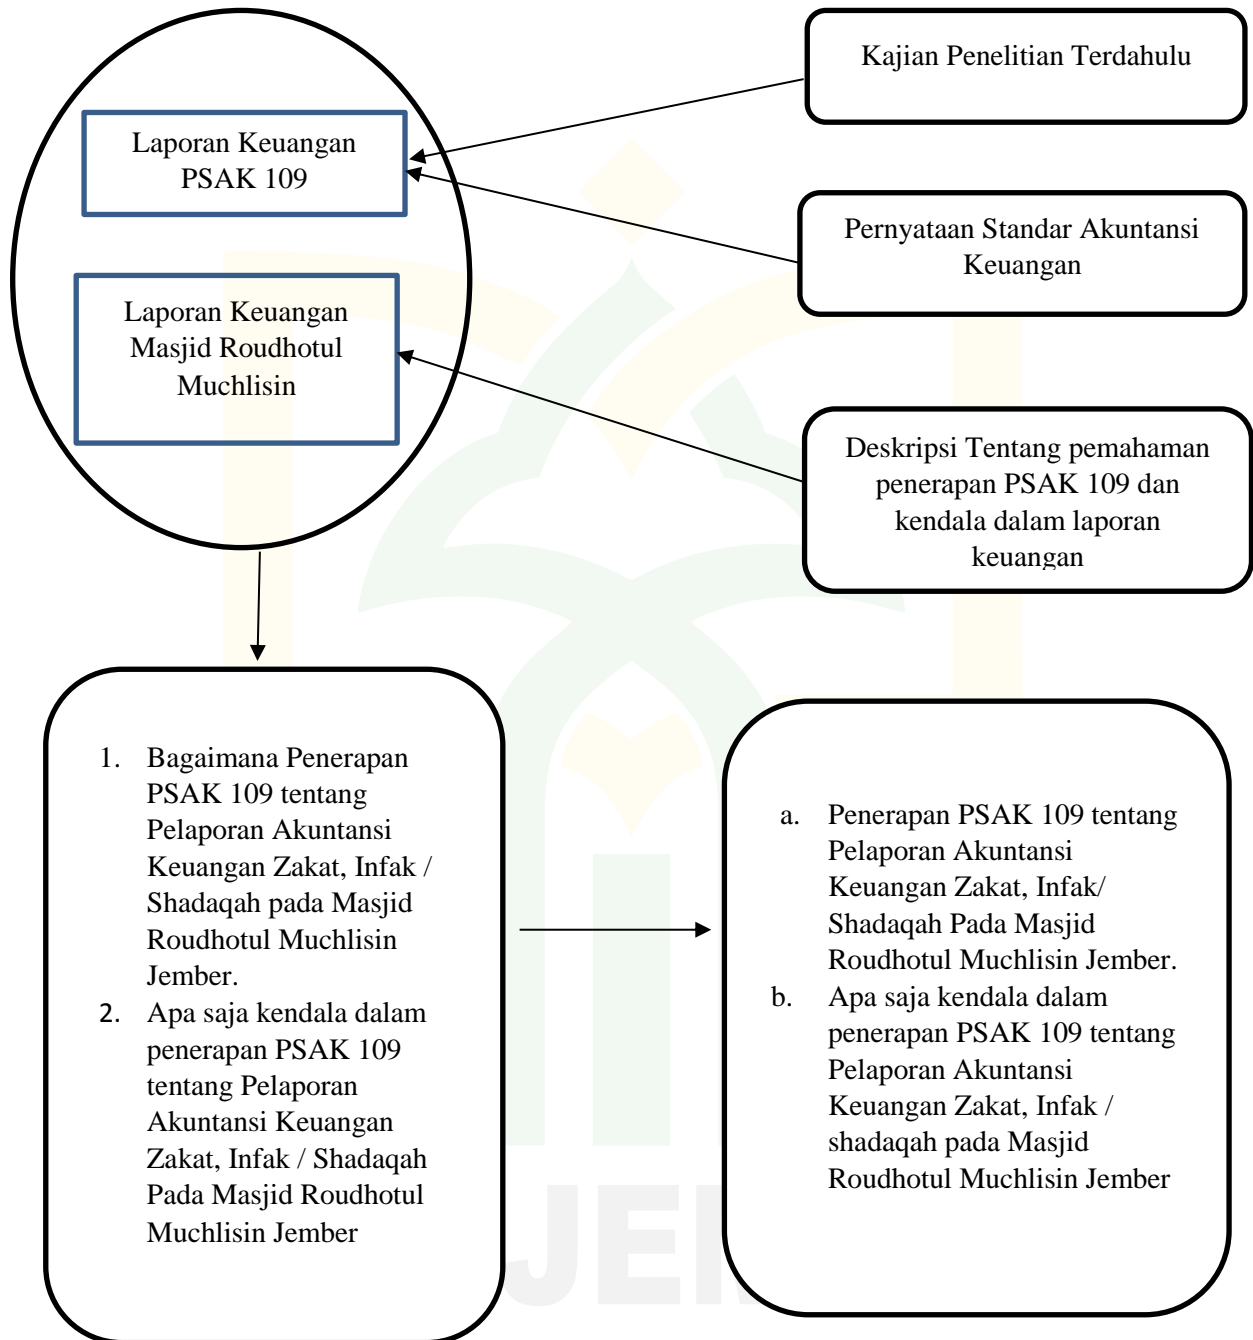 Kajian Penelitian Terdahulu
Laporan Keuangan
PSAK 109
Pernyataan Standar Akuntansi
Keuangan
Laporan Keuangan
Masjid Roudhotul
Muchlisin
Deskripsi Tentang pemahaman
penerapan PSAK 109 dan
kendala dalam laporan
keuangan
1. Bagaimana Penerapan
PSAK 109 tentang
Pelaporan Akuntansi
Keuangan Zakat, Infak /
Shadaqah pada Masjid
Roudhotul Muchlisin
Jember.
2. Apa saja kendala dalam
penerapan PSAK 109
tentang Pelaporan
Akuntansi Keuangan
Zakat, Infak / Shadaqah
Pada Masjid Roudhotul
Muchlisin Jember
a. Penerapan PSAK 109 tentang
Pelaporan Akuntansi
Keuangan Zakat, Infak/
Shadaqah Pada Masjid
Roudhotul Muchlisin Jember.
b. Apa saja kendala dalam
penerapan PSAK 109 tentang
Pelaporan Akuntansi
Keuangan Zakat, Infak /
shadaqah pada Masjid
Roudhotul Muchlisin Jember